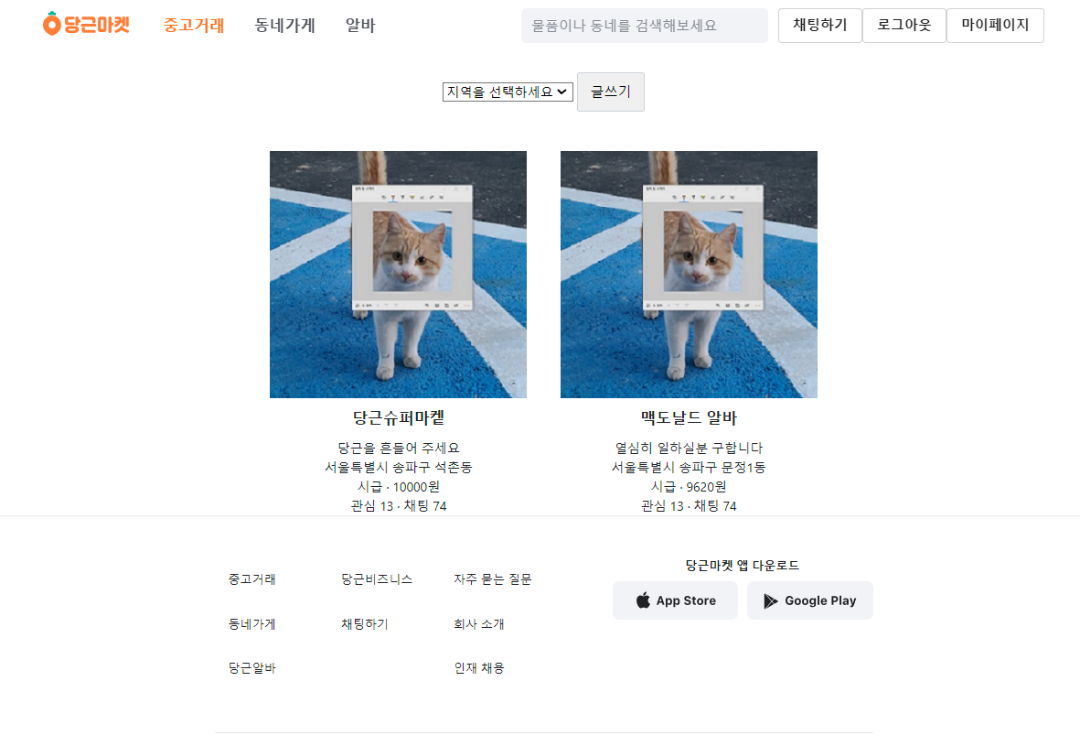 당근마켓 중고거래 동네가게 알바 물품이나 동네를 검색해보세요 채팅하기 로그아웃 마이페이지
지역을 선택하세요 글쓰기
당근슈퍼마켙
당근을 흔들어 주세요
서울특별시 송파구 석촌동
시급 · 10000원
관심 13 · 채팅 74
맥도날드 알바
열심히 일하실분 구합니다
서울특별시 송파구 문정1동
시급 · 9620원
관심 13 · 채팅 74
중고거래 당근비즈니스 자주 묻는 질문
동네가게 채팅하기 회사 소개
당근알바 인재 채용
당근마켓 앱 다운로드
App Store Google Play